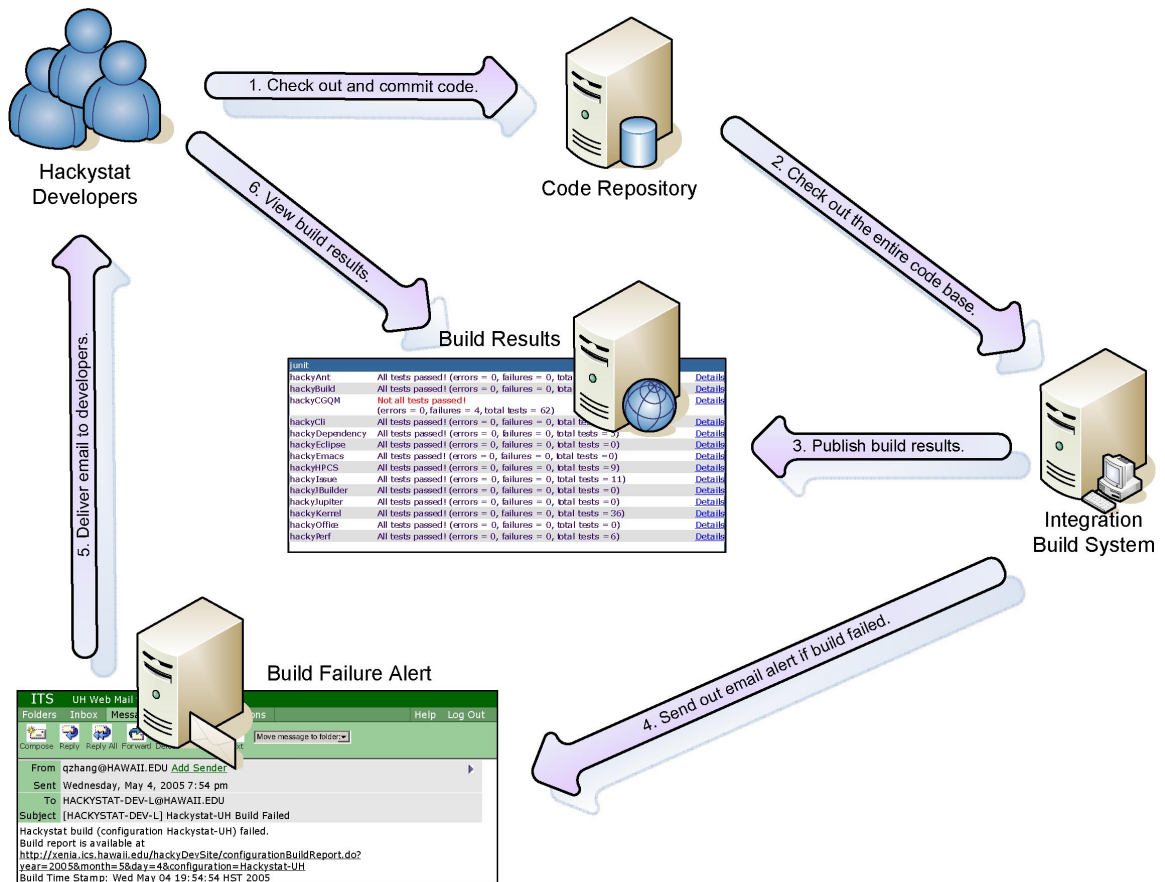 1. Check out and commit code.
Hackystat
Developers
Code Repository
2. Check out the entire code base.
6. View build results.
Build Results
junit
hackyAnt All tests passed! (errors = 0, failures = 0, Details
hackyBuild All tests passed! (errors = 0, failures = 0, Details
hackyCGQM Not all tests passed! Details
(errors = 0, failures = 4, total tests = 62)
hackyCli All tests passed! (errors = 0, failures = 0, Details
hackyDependency All tests passed! (errors = 0, failures = 0, Details
hackyEclipse All tests passed! (errors = 0, failures = 0, total tests =0) Details
hackyEmacs All tests passed! (errors = 0, failures = 0, total tests =0) Details
hackyHPCS All tests passed! (errors = 0, failures = 0, total tests =9) Details
hackyIssue All tests passed! (errors = 0, failures = 0, total tests = 11) Details
hackyJBuilder All tests passed! (errors = 0, failures = 0, total tests =0) Details
hackyJupiter All tests passed! (errors = 0, failures = 0, total tests =0) Details
hackyKernel All tests passed! (errors = 0, failures = 0, total tests =36) Details
hackyOffice All tests passed! (errors = 0, failures = 0, total tests = 0) Details
hackyPerf All tests passed! (errors = 0, failures = 0, total tests =6) Details
3. Publish build results.
Integration
Build System
4. Send out email alert if build failed.
5. Deliver email to developers.
Build Failure Alert
ITS UH Web Mail
Folders Inbox Help Log Out
Compose Reply Reply All Forward Move message to folder:
From qzhang@HAWAII.EDU Add Sender
Sent Wednesday, May 4, 2005 7:54 pm
To HACKYSTAT-DEV-L@HAWAII.EDU
Subject [HACKYSTAT-DEV-L] Hackystat-UH Build Failed
Hackystat build (configuration Hackystat-UH) failed.
Build report is available at
http://xenia.ics.hawaii.edu/hackyDevSite/configurationBuildReport.do?
year=2005&month=5&day=4&configuration=Hackystat-UH
Build Time Stamp: Wed May 04 19:54:54 HST 2005